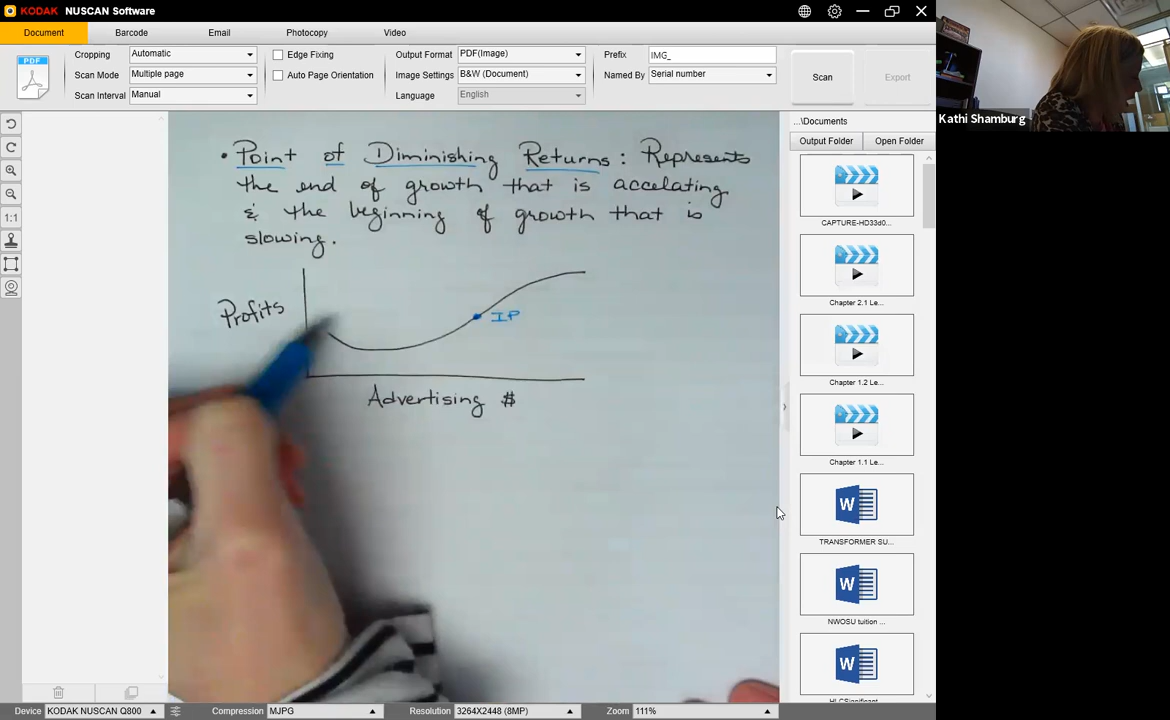 KODAK NUSCAN Software
Document Barcode Email Photocopy Video
PDF
Cropping Automatic
Scan Mode Multiple page
Scan Interval Manual
Edge Fixing
Auto Page Orientation
Output Format PDF(Image)
Image Settings B&W (Document)
Language English
Prefix IMG_
Named By Serial number
Scan
Export
1:1
• Point of Diminishing Returns: Represents
the end of growth that is accelating
& the beginning of growth that is
slowing.
Profits
IP
Advertising $
...\Documents
Output Folder Open Folder
CAPTURE-HD33d0...
Chapter 2.1 Le...
Chapter 1.2 Le...
Chapter 1.1 Le...
W
TRANSFORMER SU...
W
NWOSU tuition ...
W
HLCSignificant
Kathi Shamburg
Device KODAK NUSCAN Q800 Compression MJPG Resolution 3264X2448 (8MP) Zoom 111%